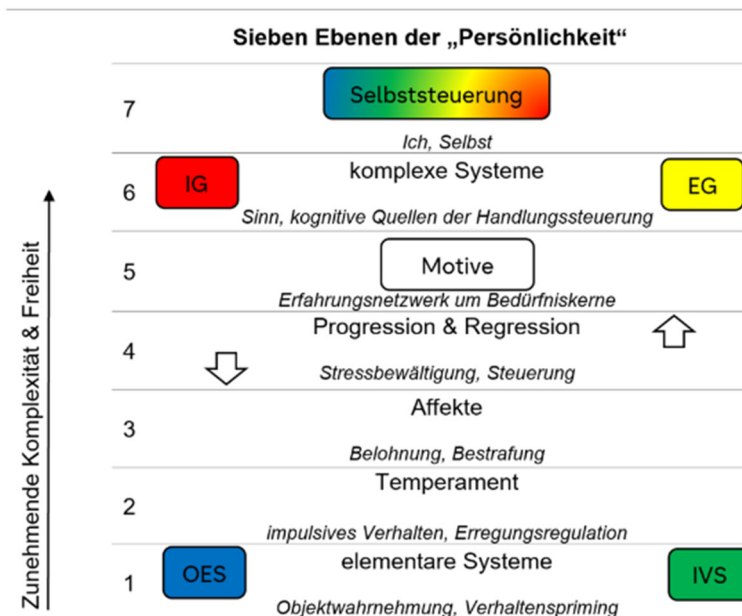 Sieben Ebenen der „Persönlichkeit“
7
Selbststeuerung
Ich, Selbst
6
IG
komplexe Systeme
EG
Sinn, kognitive Quellen der Handlungssteuerung
5
Motive
Erfahrungsnetzwerk um Bedürfniskerne
4
Progression & Regression
Stressbewältigung, Steuerung
3
Affekte
Belohnung, Bestrafung
2
Temperament
impulsives Verhalten, Erregungsregulation
1
OES
elementare Systeme
IVS
Objektwahrnehmung, Verhaltenspriming
Zunehmende Komplexität & Freiheit